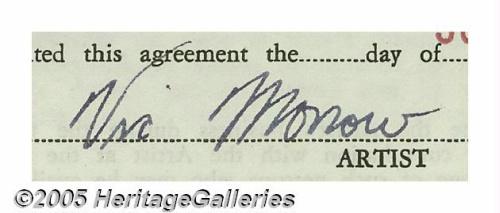 ted this agreement the..........day of.....
Vic Morrow
ARTIST
©2005 HeritageGalleries